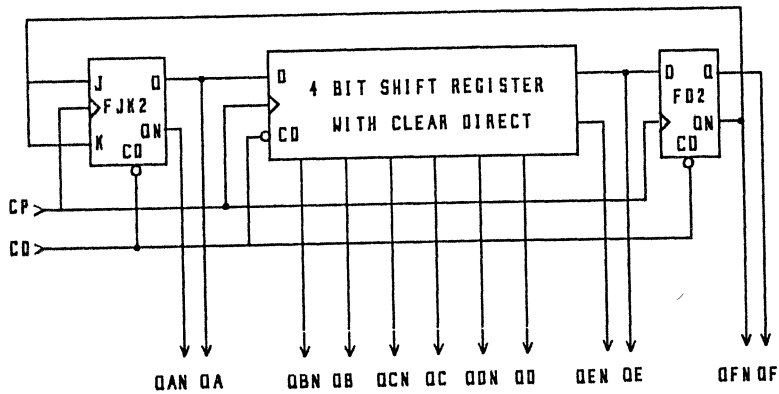 J Q
FJK2
K QN
CD
D
4 BIT SHIFT REGISTER
WITH CLEAR DIRECT
CD
D Q
FD2
QN
CD
CP
CD
QAN QA QBN QB QCN QC QDN QD QEN QE QFN QF